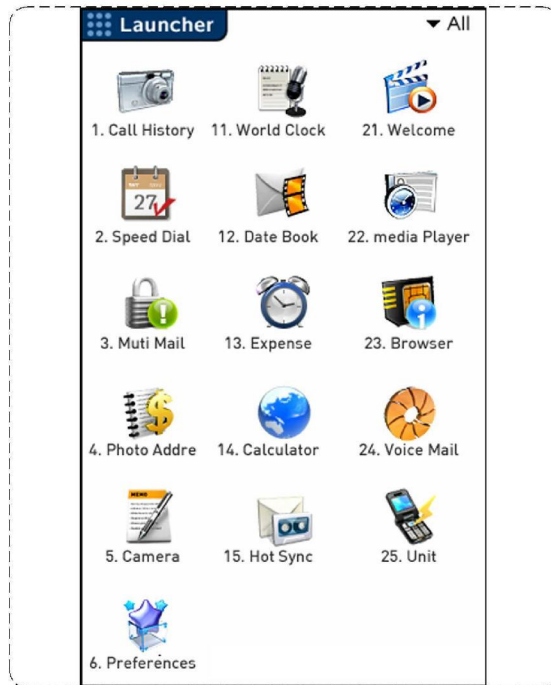 Launcher
All
1. Call History 11. World Clock 21. Welcome
27
2. Speed Dial 12. Date Book 22. media Player
3. Muti Mail 13. Expense 23. Browser
4. Photo Addre 14. Calculator 24. Voice Mail
MEMO
5. Camera 15. Hot Sync 25. Unit
6. Preferences